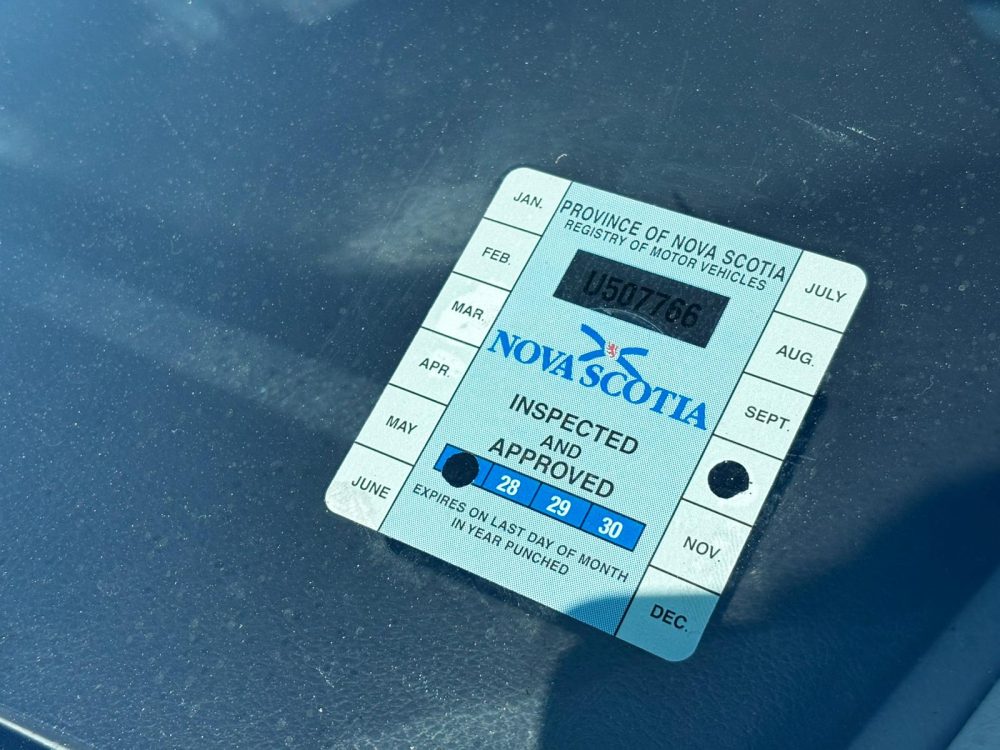 JAN.
FEB.
MAR.
APR.
MAY
JUNE
PROVINCE OF NOVA SCOTIA
REGISTRY OF MOTOR VEHICLES
U507766
NOVA SCOTIA
INSPECTED
AND
APPROVED
28 29 30
EXPIRES ON LAST DAY OF MONTH
IN YEAR PUNCHED
JULY
AUG.
SEPT.
NOV.
DEC.